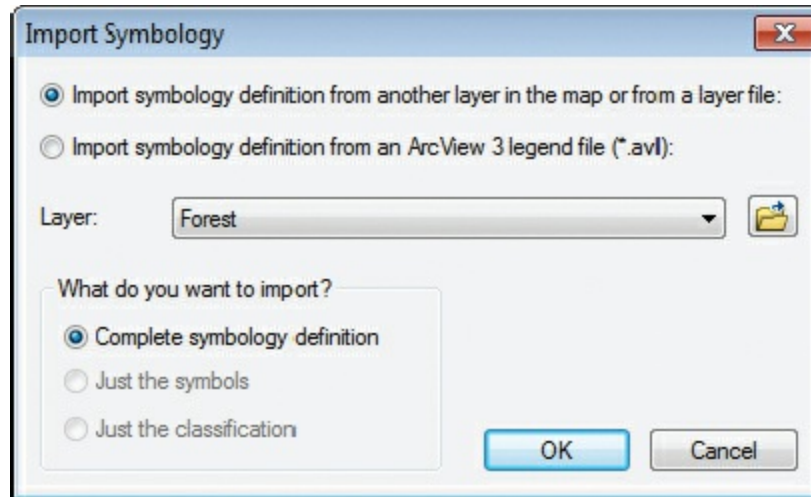 Import Symbology
Import symbology definition from another layer in the map or from a layer file:
Import symbology definition from an ArcView 3 legend file (*.avl):
Layer:
Forest
What do you want to import?
Complete symbology definition
Just the symbols
Just the classification
OK
Cancel